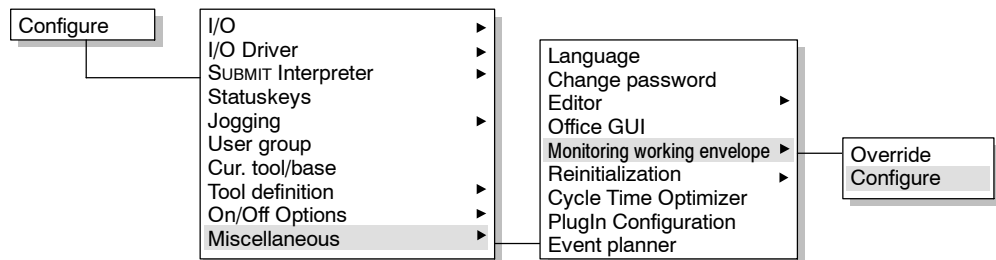 Configure
I/O
I/O Driver
SUBMIT Interpreter
Statuskeys
Jogging
User group
Cur. tool/base
Tool definition
On/Off Options
Miscellaneous
Language
Change password
Editor
Office GUI
Monitoring working envelope
Reinitialization
Cycle Time Optimizer
PlugIn Configuration
Event planner
Override
Configure